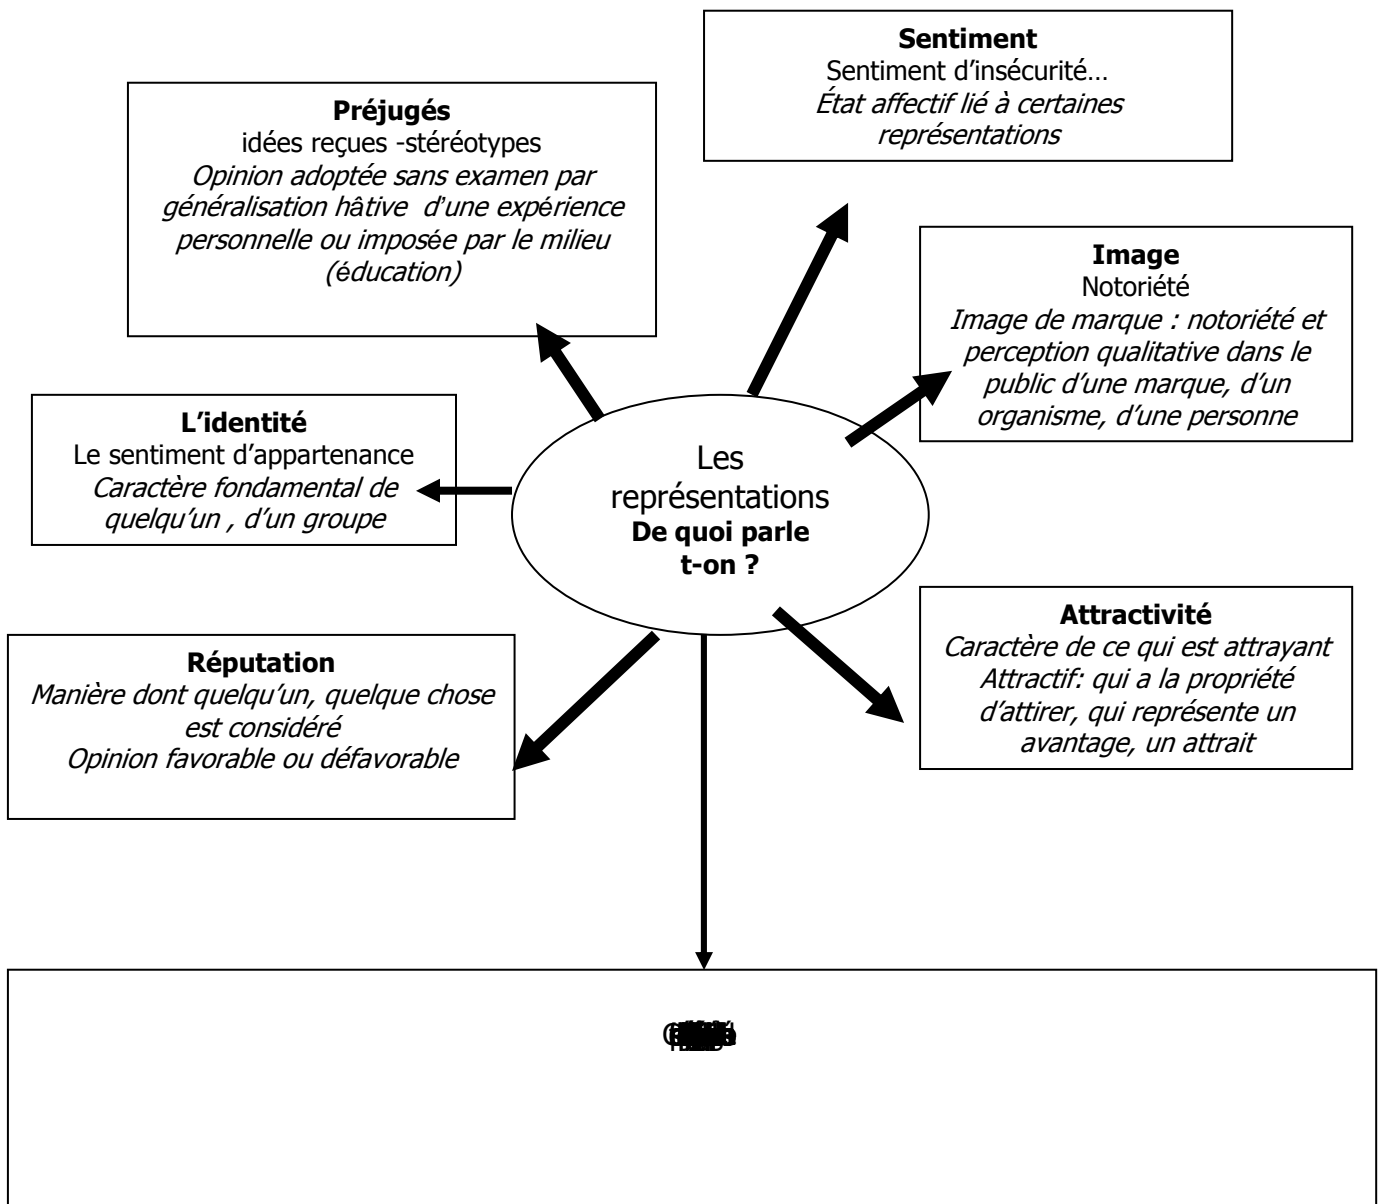 Sentiment
Sentiment d’insécurité…
État affectif lié à certaines
représentations
Préjugés
idées reçues -stéréotypes
Opinion adoptée sans examen par
généralisation hâtive  d’une expérience
personnelle ou imposée par le milieu
(éducation)
Image
Notoriété
Image de marque : notoriété et
perception qualitative dans le
public d’une marque, d’un
organisme, d’une personne
L’identité
Le sentiment d’appartenance
Caractère fondamental de
quelqu’un , d’un groupe
Les
représentations
De quoi parle
t-on ?
Attractivité
Caractère de ce qui est attrayant
Attractif: qui a la propriété
d’attirer, qui représente un
avantage, un attrait
Réputation
Manière dont quelqu’un, quelque chose
est considéré
Opinion favorable ou défavorable